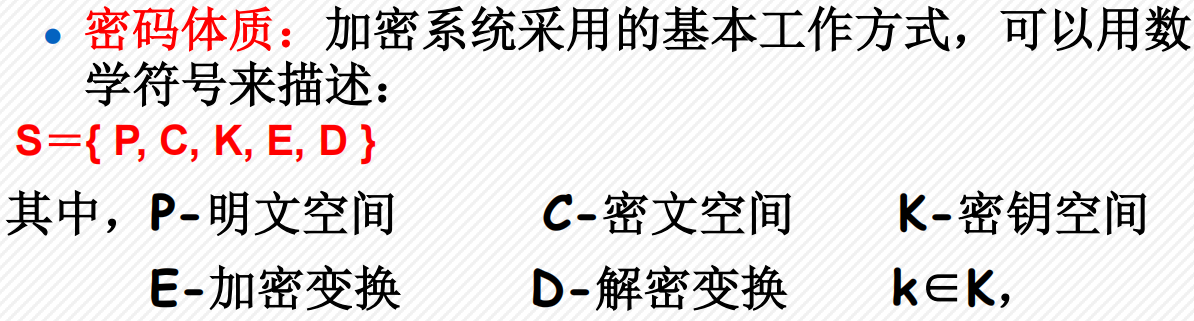 • 密码体质：加密系统采用的基本工作方式，可以用数
学符号来描述：
S＝{ P, C, K, E, D }
其中，P-明文空间 C-密文空间 K-密钥空间
E-加密变换 D-解密变换 k∈K，